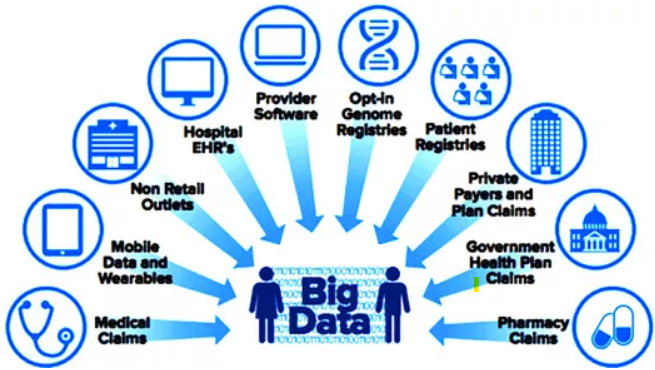 Provider
Software
Opt-in
Genome
Registries
Hospital
EHR's
Patient
Registries
Non Retail
Outlets
Private
Payers and
Plan Claims
Mobile
Data and
Wearables
Government
Health Plan
Claims
Medical
Claims
Big
Data
Pharmacy
Claims